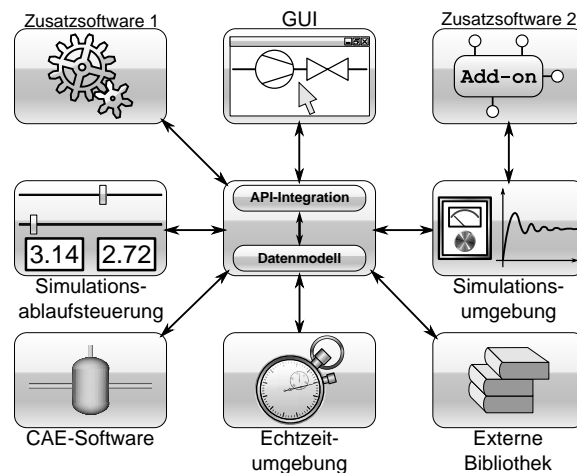 Zusatzsoftware 1
GUI
Zusatzsoftware 2
Add-on
API-Integration
Datenmodell
3.14
2.72
Simulations-
ablaufsteuerung
Simulations-
umgebung
CAE-Software
Echtzeit-
umgebung
Externe
Bibliothek